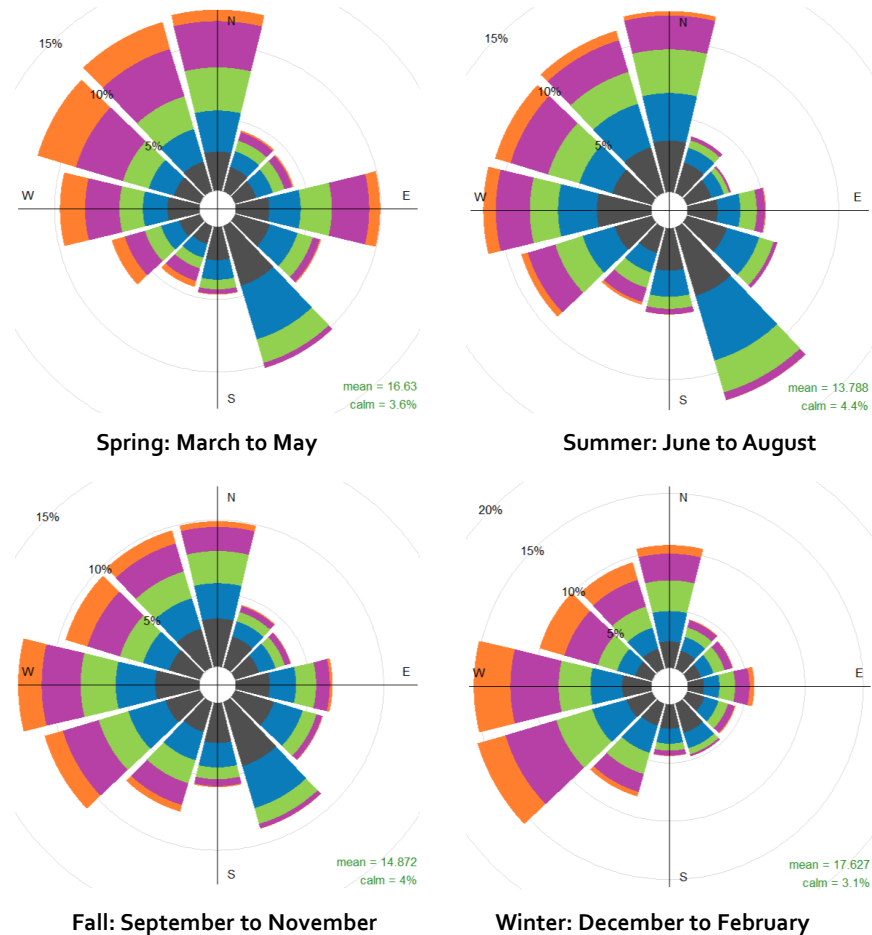 N
15%
10%
5%
W
E
S
mean = 16.63
calm = 3.6%
Spring: March to May
N
15%
10%
5%
W
E
S
mean = 13.788
calm = 4.4%
Summer: June to August
N
15%
10%
5%
W
E
S
mean = 14.872
calm = 4%
Fall: September to November
N
20%
15%
10%
5%
W
E
S
mean = 17.627
calm = 3.1%
Winter: December to February